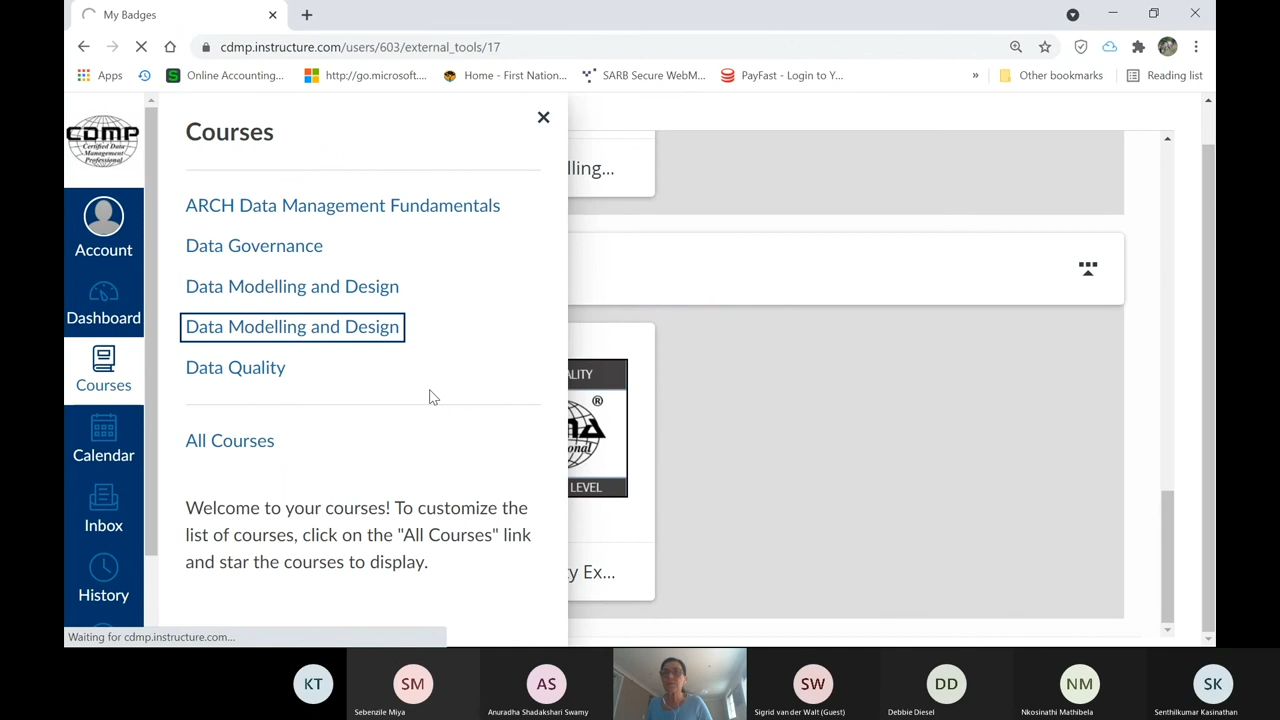 My Badges
cdmp.instructure.com/users/603/external_tools/17
Apps
Online Accounting...
http://go.microsoft....
Home - First Nation...
SARB Secure WebM...
PayFast - Login to Y...
»
Other bookmarks
Reading list
CDMP
Certified Data Management Professional
Account
Dashboard
Courses
Calendar
Inbox
History
Courses
ARCH Data Management Fundamentals
Data Governance
Data Modelling and Design
Data Modelling and Design
Data Quality
All Courses
Welcome to your courses! To customize the
list of courses, click on the "All Courses" link
and star the courses to display.
lling...
ALITY
®
LEVEL
y Ex...
Waiting for cdmp.instructure.com...
KT
SM
Sebenzile Miya
AS
Anuradha Shadakshari Swamy
SW
Sigrid van der Walt (Guest)
DD
Debbie Diesel
NM
Nkosinathi Mathibela
SK
Senthilkumar Kasinathan